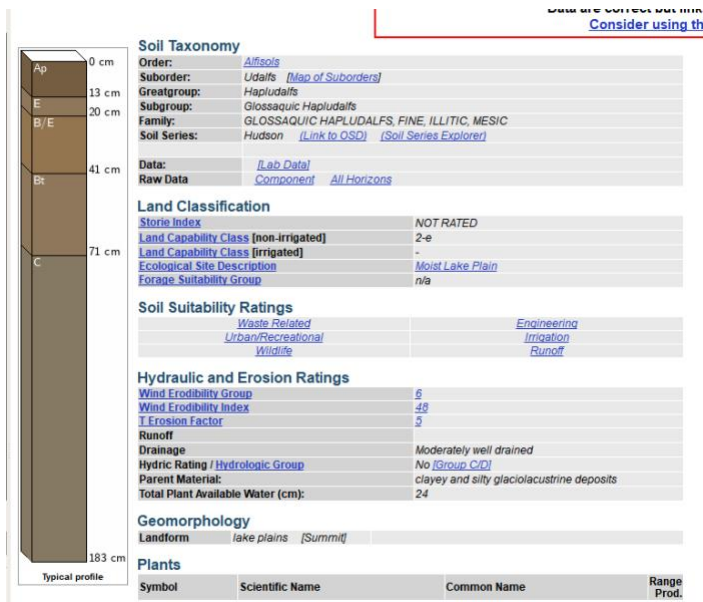 Data are correct but link
Consider using th
Ap
0 cm
13 cm
E
20 cm
B/E
41 cm
Bt
71 cm
C
183 cm
Typical profile
Soil Taxonomy
Order: Alfisols
Suborder: Udalfs [Map of Suborders]
Greatgroup: Hapludalfs
Subgroup: Glossaquic Hapludalfs
Family: GLOSSAQUIC HAPLUDALFS, FINE, ILLITIC, MESIC
Soil Series: Hudson (Link to OSD) (Soil Series Explorer)
Data: [Lab Data]
Raw Data Component All Horizons
Land Classification
Storie Index NOT RATED
Land Capability Class [non-irrigated] 2-e
Land Capability Class [irrigated] -
Ecological Site Description Moist Lake Plain
Forage Suitability Group n/a
Soil Suitability Ratings
Waste Related Engineering
Urban/Recreational Irrigation
Wildlife Runoff
Hydraulic and Erosion Ratings
Wind Erodibility Group 6
Wind Erodibility Index 48
T Erosion Factor 5
Runoff
Drainage Moderately well drained
Hydric Rating / Hydrologic Group No [Group C/D]
Parent Material: clayey and silty glaciolacustrine deposits
Total Plant Available Water (cm): 24
Geomorphology
Landform lake plains [Summit]
Plants
Symbol Scientific Name Common Name Range Prod.